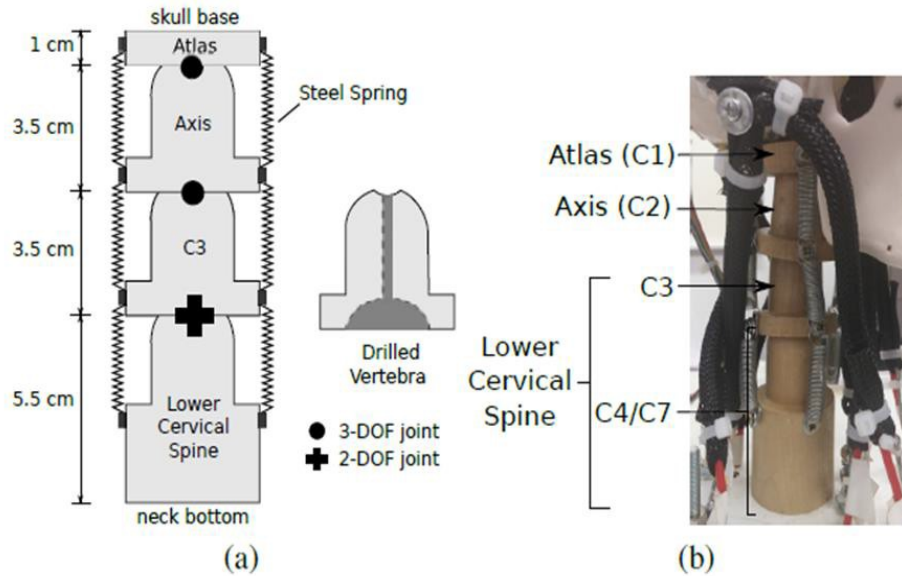 skull base
1 cm
Atlas
Steel Spring
3.5 cm
Axis
3.5 cm
C3
Drilled
Vertebra
5.5 cm
Lower
Cervical
Spine
3-DOF joint
2-DOF joint
neck bottom
(a)
Atlas (C1)
Axis (C2)
C3
Lower
Cervical
Spine
C4/C7
(b)